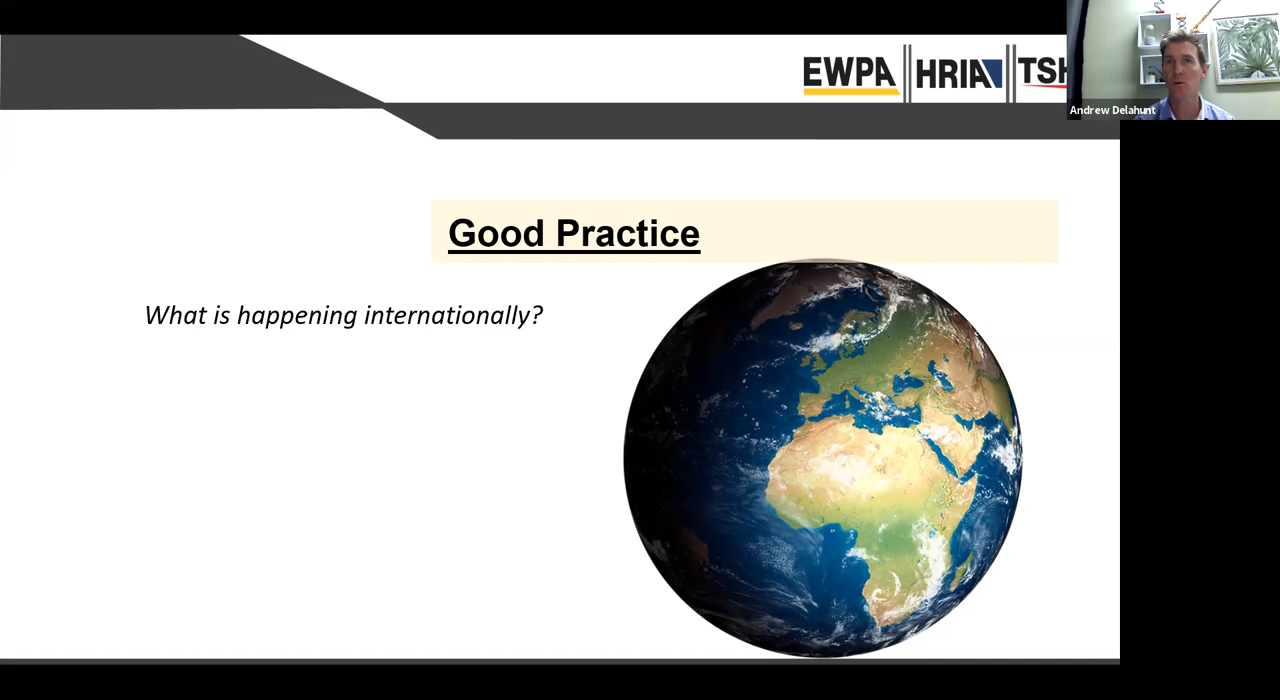 EWPA HRIA TSH
Andrew Delahunt
Good Practice
What is happening internationally?